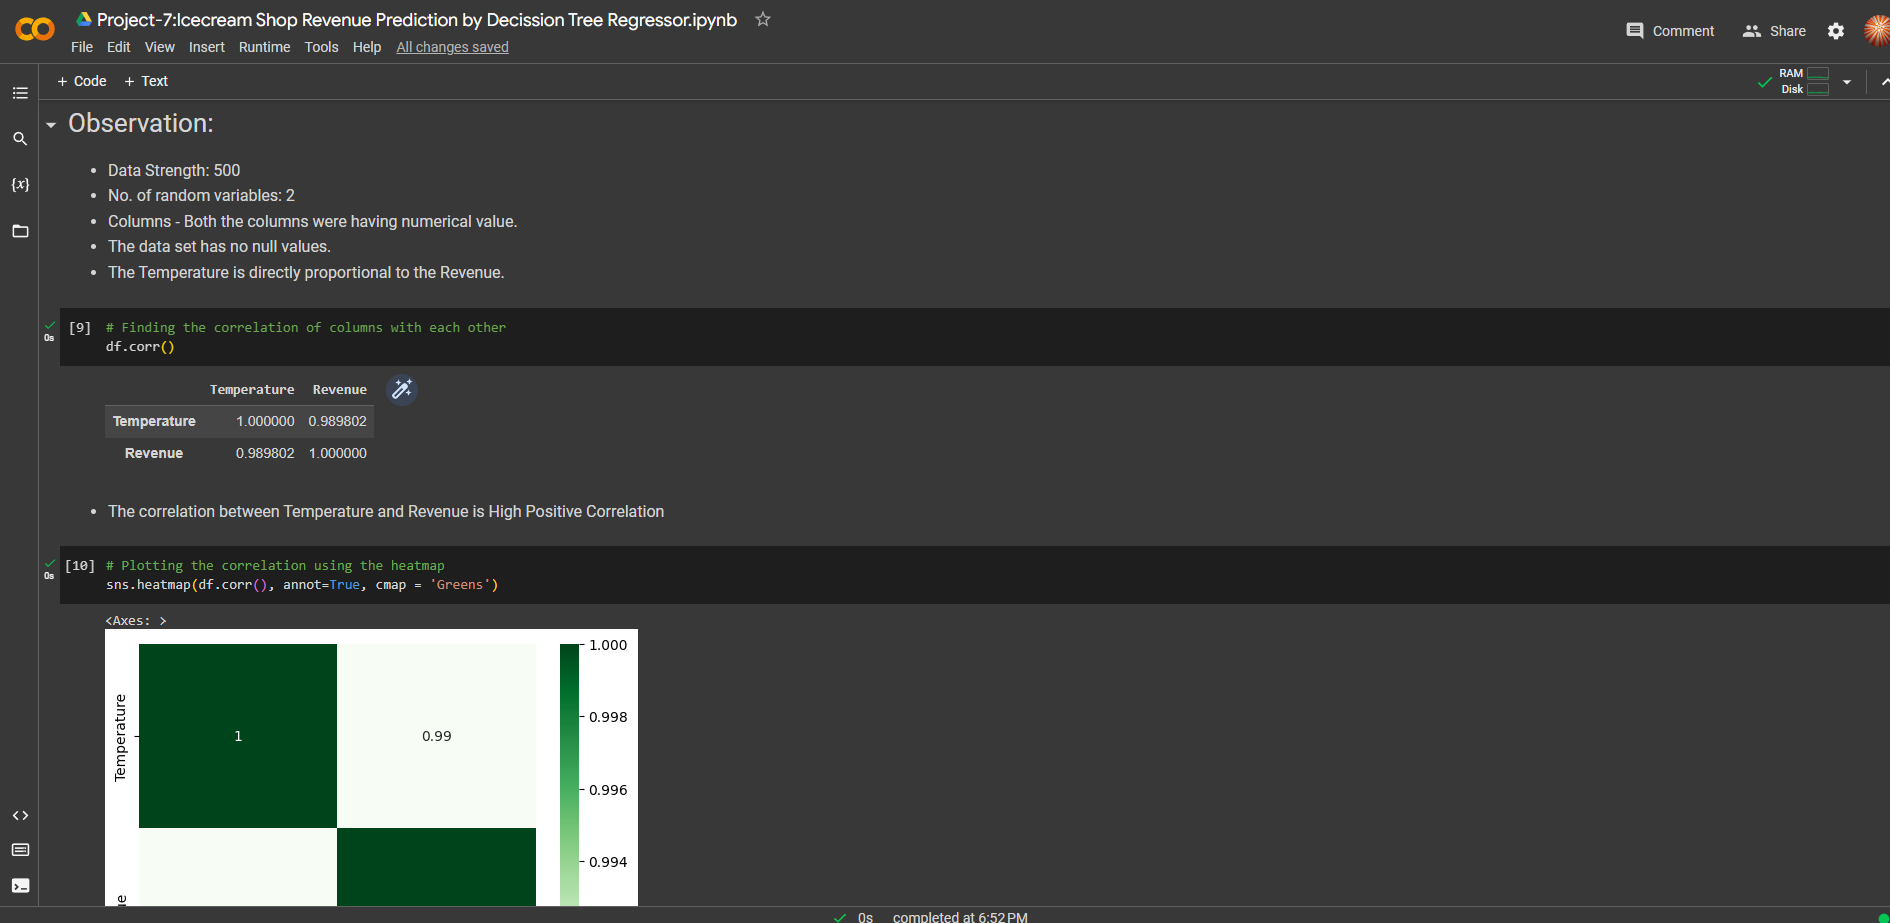 Project-7:Icecream Shop Revenue Prediction by Decission Tree Regressor.ipynb
File Edit View Insert Runtime Tools Help All changes saved
Comment Share
+ Code + Text
RAM
Disk
Observation:
• Data Strength: 500
• No. of random variables: 2
• Columns - Both the columns were having numerical value.
• The data set has no null values.
• The Temperature is directly proportional to the Revenue.
[9] # Finding the correlation of columns with each other
0s
df.corr()
Temperature Revenue
Temperature 1.000000 0.989802
Revenue 0.989802 1.000000
• The correlation between Temperature and Revenue is High Positive Correlation
[10] # Plotting the correlation using the heatmap
0s
sns.heatmap(df.corr(), annot=True, cmap = 'Greens')
<Axes: >
1.000
0.998
Temperature
1 0.99
0.996
0.994
ue
0s completed at 6:52 PM